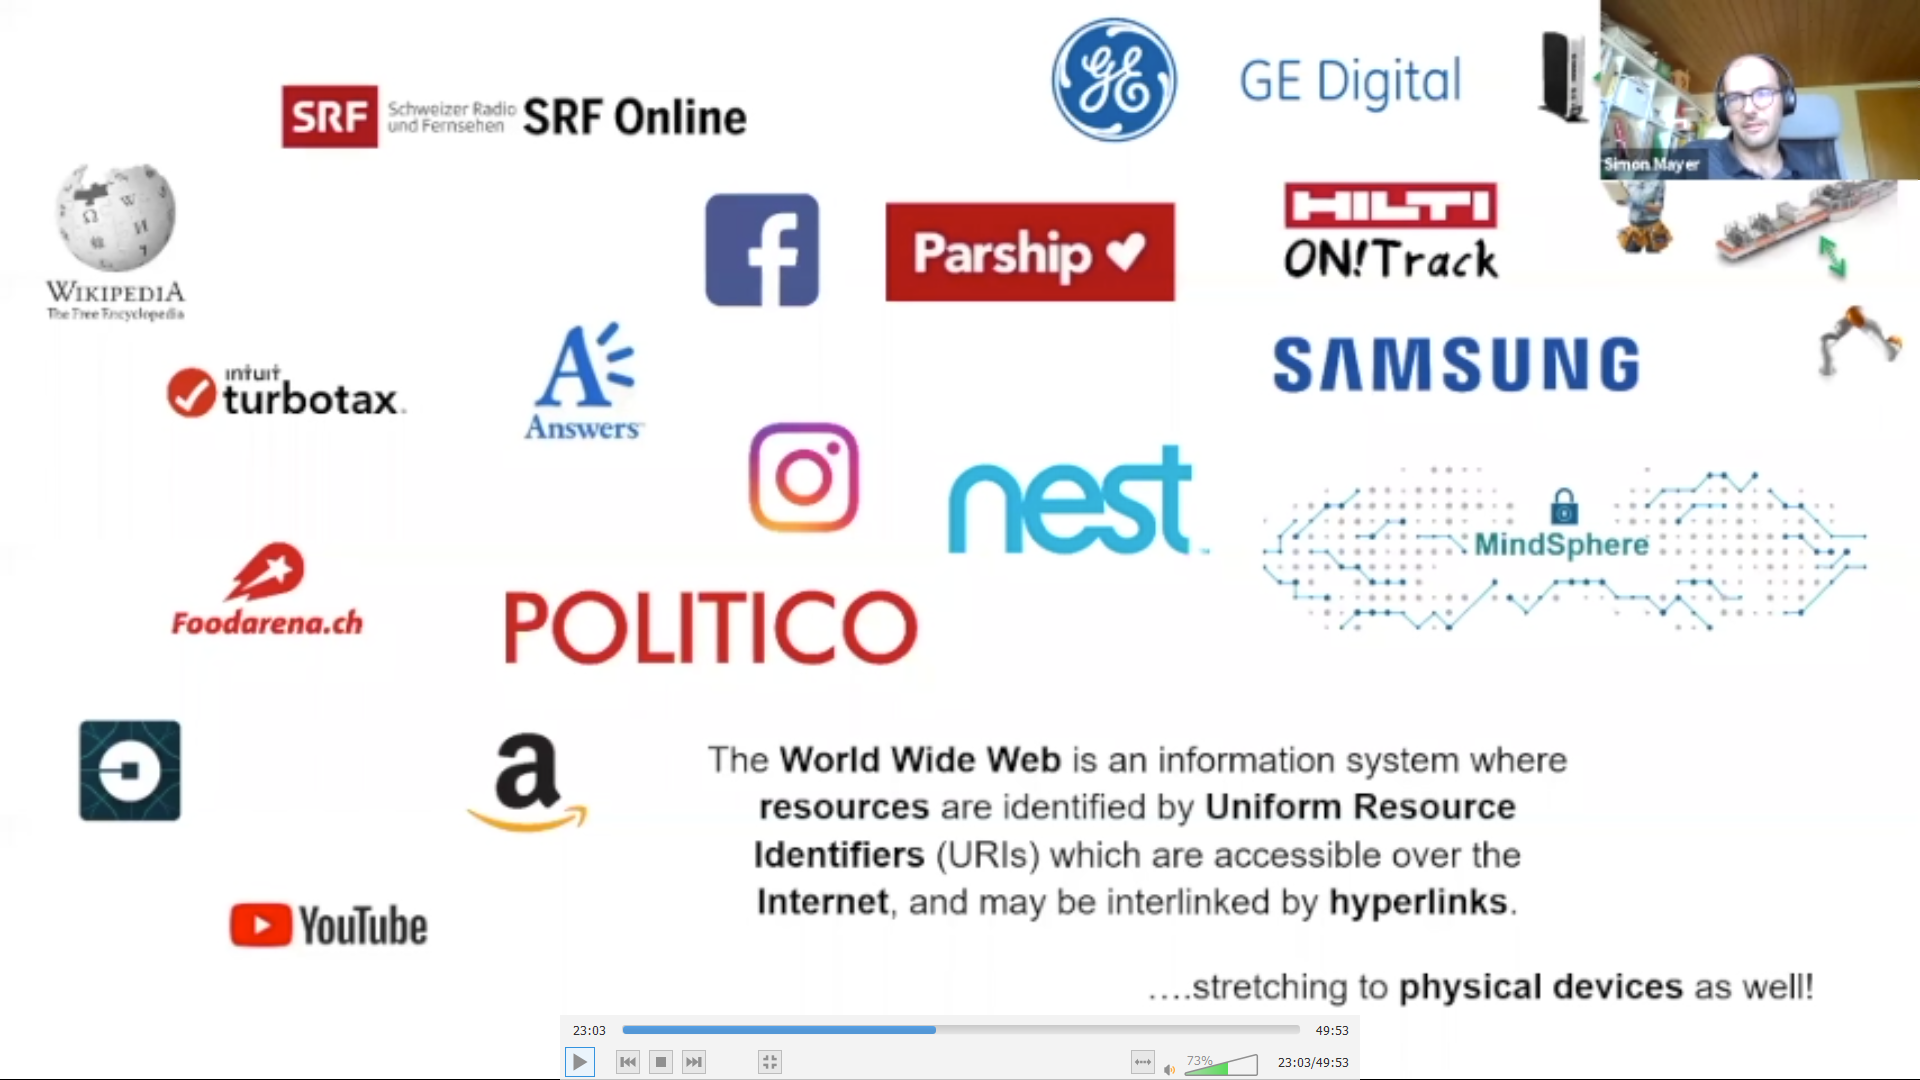 SRF Schweizer Radio und Fernsehen SRF Online
GE
GE Digital
Simon Mayer
WIKIPEDIA
The Free Encyclopedia
f
Parship
HILTI
ON!Track
SAMSUNG
intuit
turbotax.
A
Answers™
nest™
MindSphere
Foodarena.ch
POLITICO
a
The World Wide Web is an information system where
resources are identified by Uniform Resource
Identifiers (URIs) which are accessible over the
Internet, and may be interlinked by hyperlinks.
YouTube
....stretching to physical devices as well!
23:03
49:53
73%
23:03/49:53